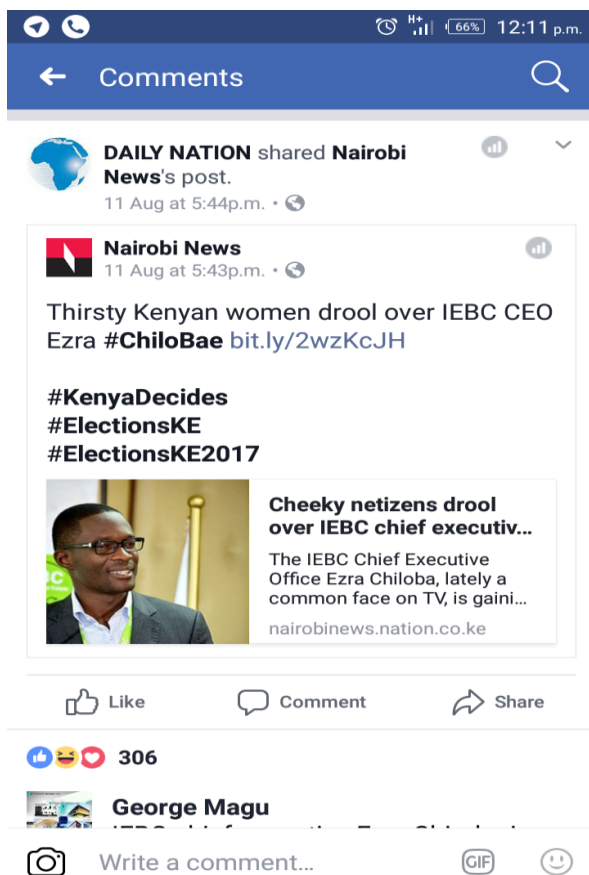 H+ 66% 12:11 p.m.
Comments
DAILY NATION shared Nairobi
News's post.
11 Aug at 5:44p.m. •
Nairobi News
11 Aug at 5:43p.m. •
Thirsty Kenyan women drool over IEBC CEO
Ezra #ChiloBae bit.ly/2wzKcJH
#KenyaDecides
#ElectionsKE
#ElectionsKE2017
Cheeky netizens drool
over IEBC chief executiv...
The IEBC Chief Executive
Office Ezra Chiloba, lately a
common face on TV, is gaini...
nairobinews.nation.co.ke
Like Comment Share
306
George Magu
Write a comment... GIF